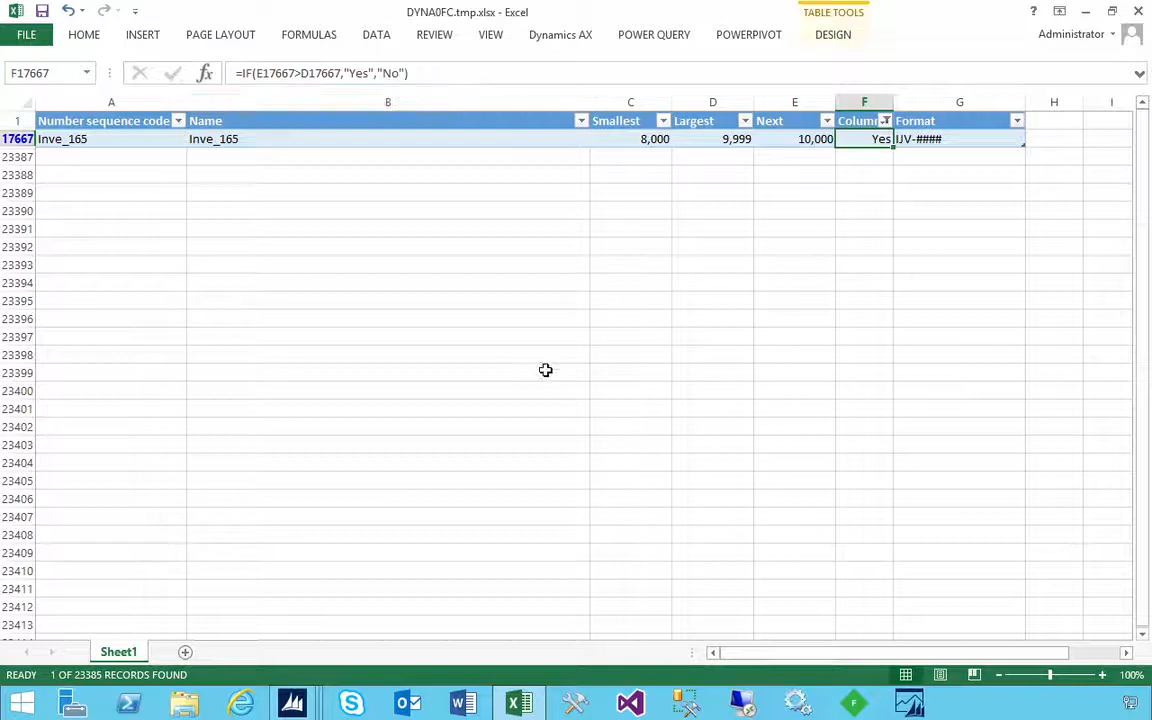 DYNA0FC.tmp.xlsx - Excel
TABLE TOOLS
?
FILE
HOME
INSERT
PAGE LAYOUT
FORMULAS
DATA
REVIEW
VIEW
Dynamics AX
POWER QUERY
POWERPIVOT
DESIGN
Administrator
F17667
fx
=IF(E17667>D17667,"Yes","No")
A B C D E F G H I
1 Number sequence code Name Smallest Largest Next Colum Format
17667 Inve_165 Inve_165 8,000 9,999 10,000 Yes IJV-####
23387
23388
23389
23390
23391
23392
23393
23394
23395
23396
23397
23398
23399
23400
23401
23402
23403
23404
23405
23406
23407
23408
23409
23410
23411
23412
23413
Sheet1
READY 1 OF 23385 RECORDS FOUND
100%